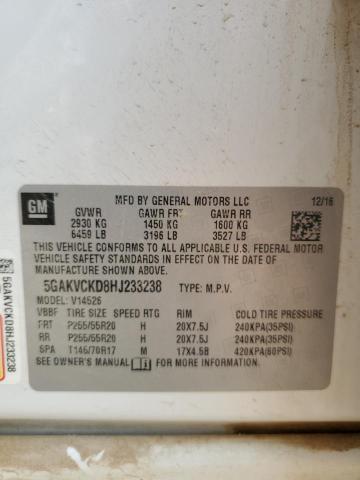 GM
MFD BY GENERAL MOTORS LLC
12/16
GVWR GAWR FRT GAWR RR
2930 KG 1450 KG 1600 KG
6459 LB 3196 LB 3527 LB
THIS VEHICLE CONFORMS TO ALL APPLICABLE U.S. FEDERAL MOTOR
VEHICLE SAFETY STANDARDS IN EFFECT ON THE DATE OF
MANUFACTURE SHOWN ABOVE.
5GAKVCKD8HJ233238 TYPE: M.P.V.
MODEL: V14526
VBBF TIRE SIZE SPEED RTG RIM COLD TIRE PRESSURE
FRT P255/55R20 H 20X7.5J 240KPA(35PSI)
RR P255/55R20 H 20X7.5J 240KPA(35PSI)
SPA T145/70R17 M 17X4.5B 420KPA(60PSI)
SEE OWNER'S MANUAL FOR ADDITIONAL INFORMATION.
5GAKVCKD8HJ233238